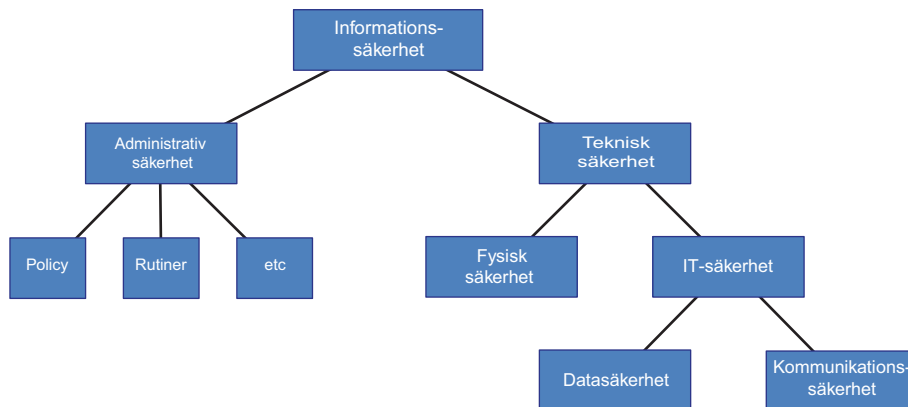 Informations-
säkerhet
Administrativ
säkerhet
Teknisk
säkerhet
Policy
Rutiner
etc
Fysisk
säkerhet
IT-säkerhet
Datasäkerhet
Kommunikations-
säkerhet